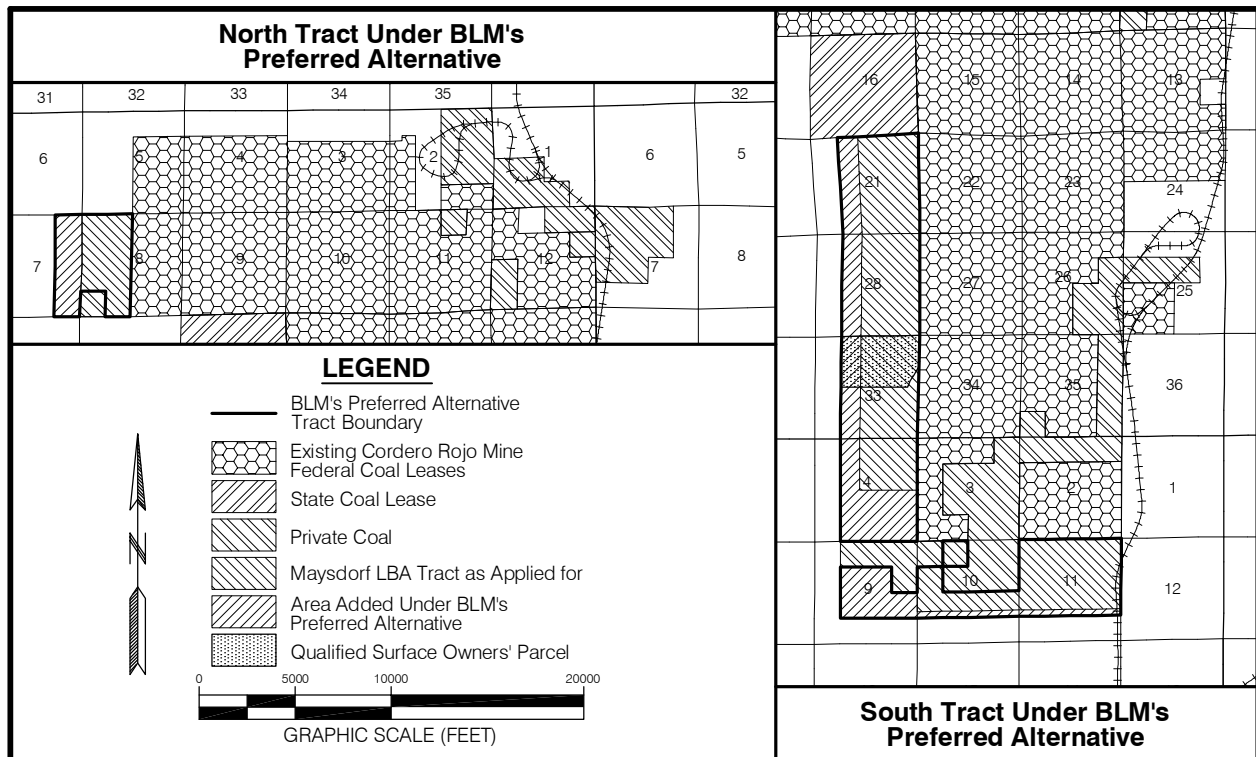 North Tract Under BLM's
Preferred Alternative
31 32 33 34 35 32
6 5 4 3 2 1 6 5
7 8 9 10 11 12 7 8
LEGEND
BLM's Preferred Alternative
Tract Boundary
Existing Cordero Rojo Mine
Federal Coal Leases
State Coal Lease
Private Coal
Maysdorf LBA Tract as Applied for
Area Added Under BLM's
Preferred Alternative
Qualified Surface Owners' Parcel
N
0 5000 10000 20000
GRAPHIC SCALE (FEET)
16 15 14 13
21 22 23 24
28 27 26 25
33 34 35 36
4 3 2 1
9 10 11 12
South Tract Under BLM's
Preferred Alternative